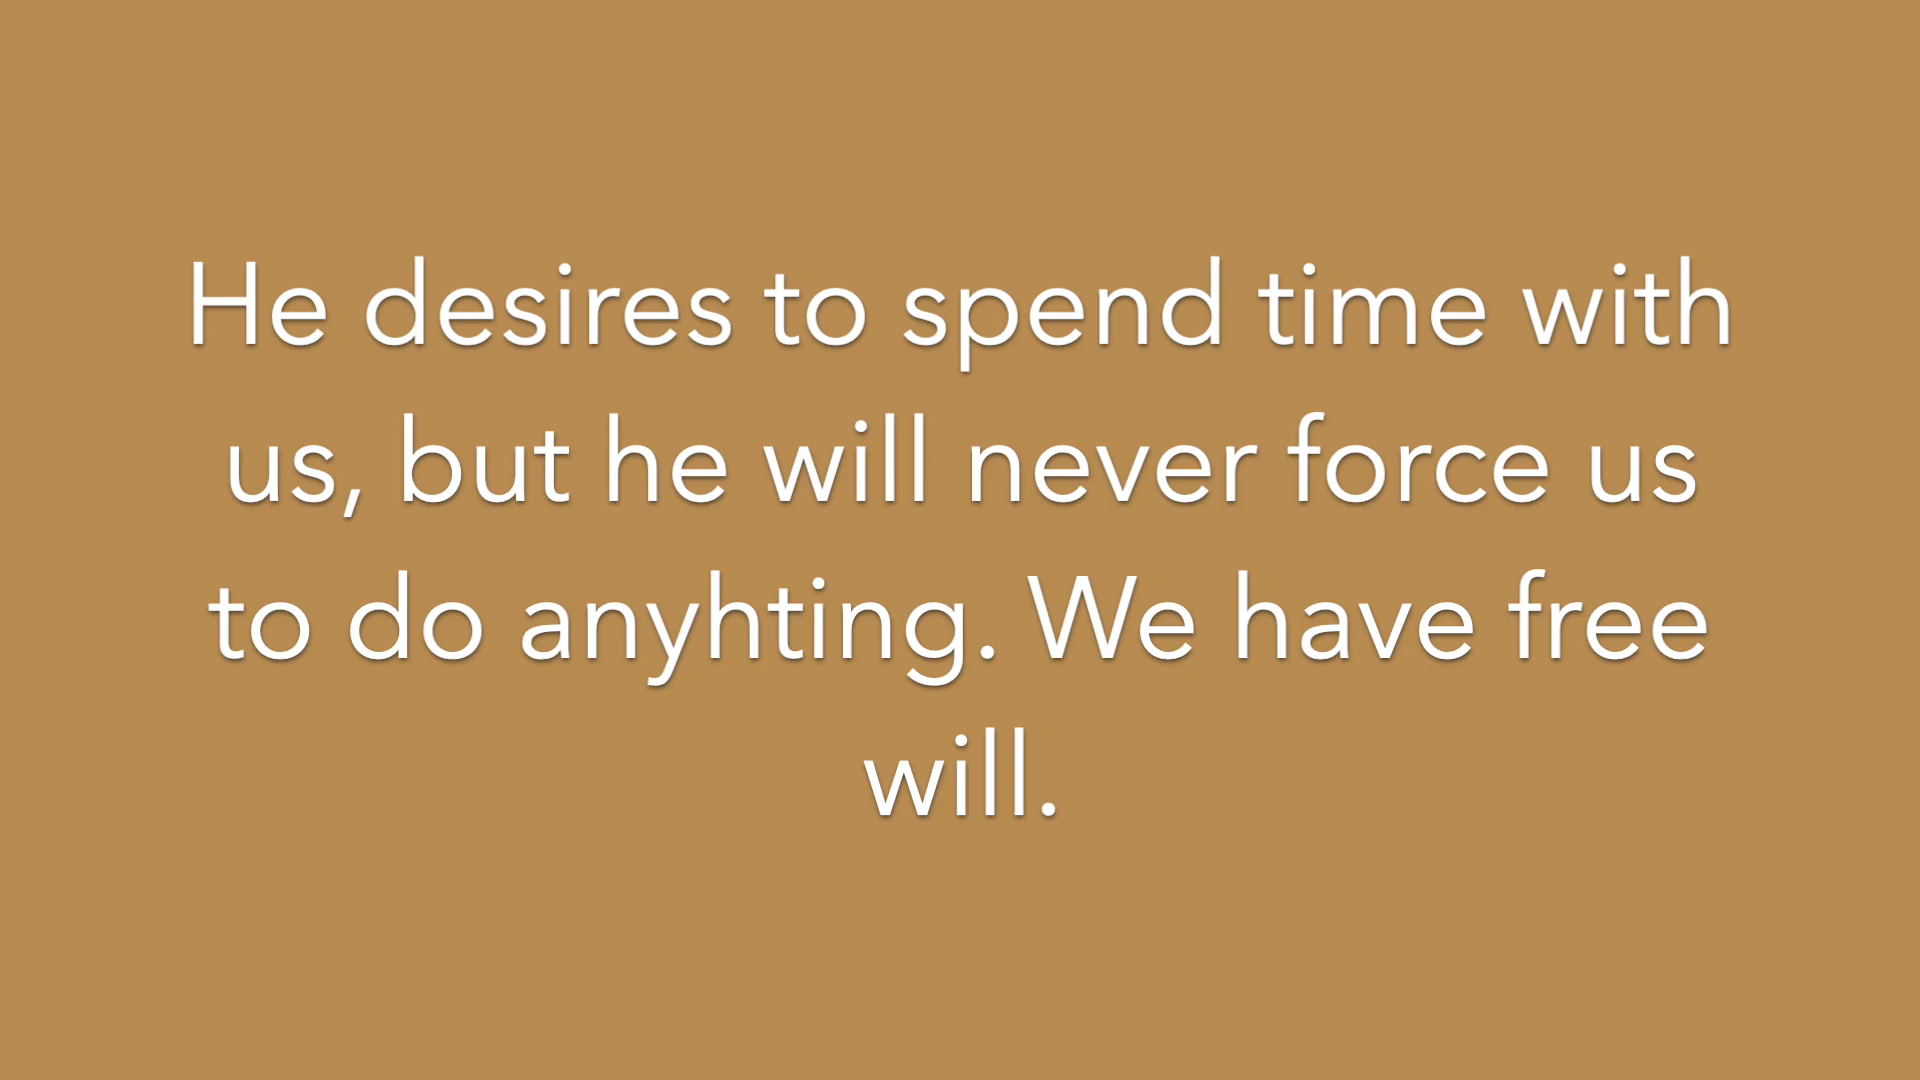 He desires to spend time with
us, but he will never force us
to do anyhting. We have free
will.